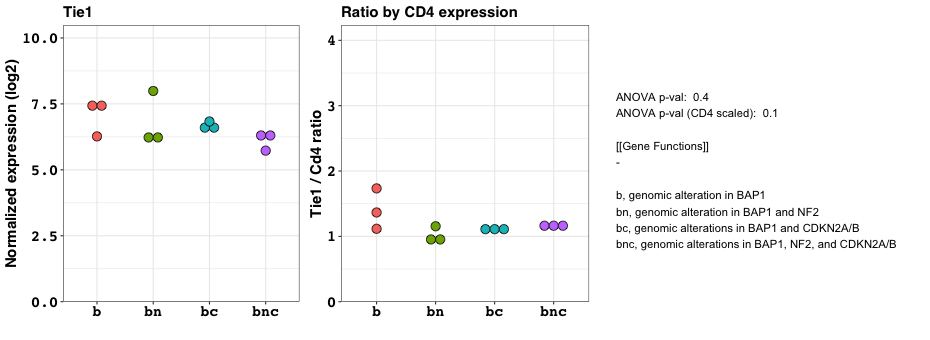 Tie1
Normalized expression (log2)
10.0
7.5
5.0
2.5
0.0
b bn bc bnc
Ratio by CD4 expression
Tie1 / Cd4 ratio
4
3
2
1
0
b bn bc bnc
ANOVA p-val: 0.4
ANOVA p-val (CD4 scaled): 0.1
[[Gene Functions]]
-
b, genomic alteration in BAP1
bn, genomic alteration in BAP1 and NF2
bc, genomic alterations in BAP1 and CDKN2A/B
bnc, genomic alterations in BAP1, NF2, and CDKN2A/B